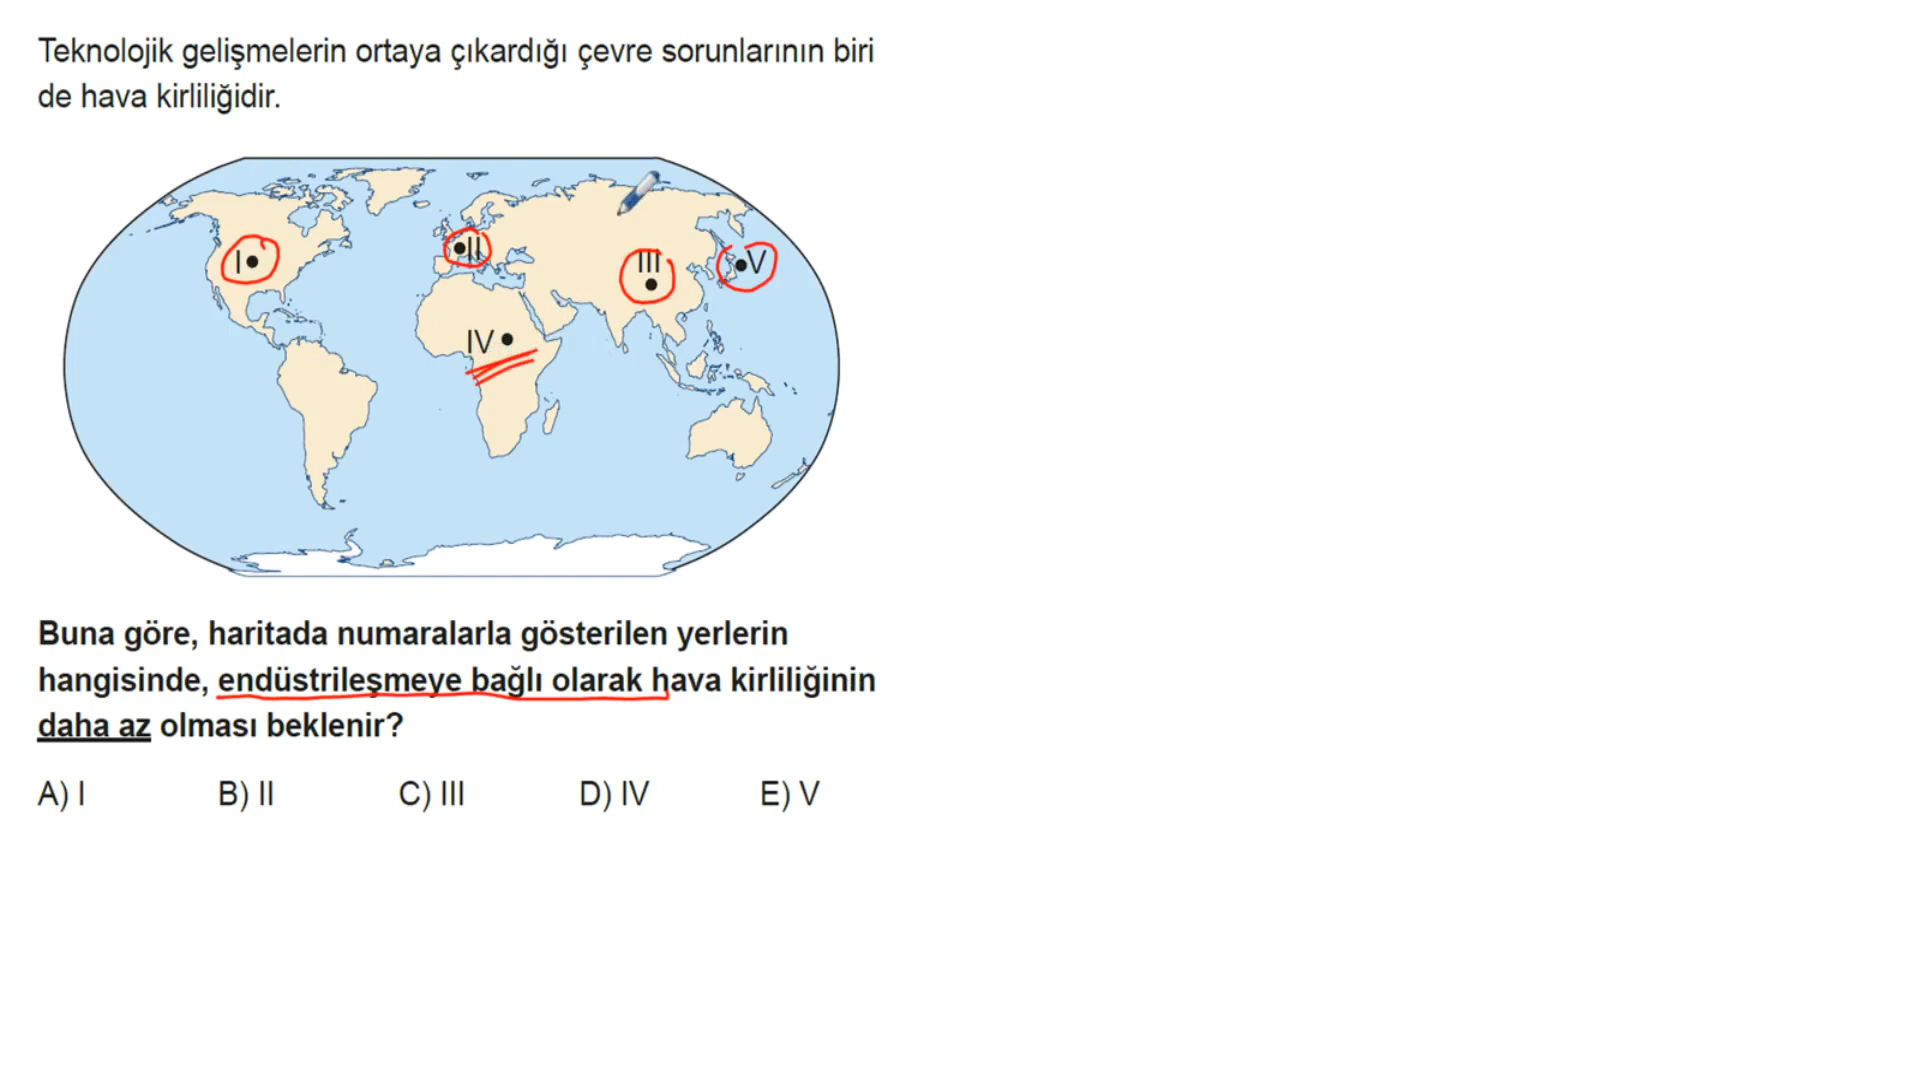 Teknolojik gelişmelerin ortaya çıkardığı çevre sorunlarının biri
de hava kirliliğidir.
I
II
III
V
IV
Buna göre, haritada numaralarla gösterilen yerlerin
hangisinde, endüstrileşmeye bağlı olarak hava kirliliğinin
daha az olması beklenir?
A) I B) II C) III D) IV E) V